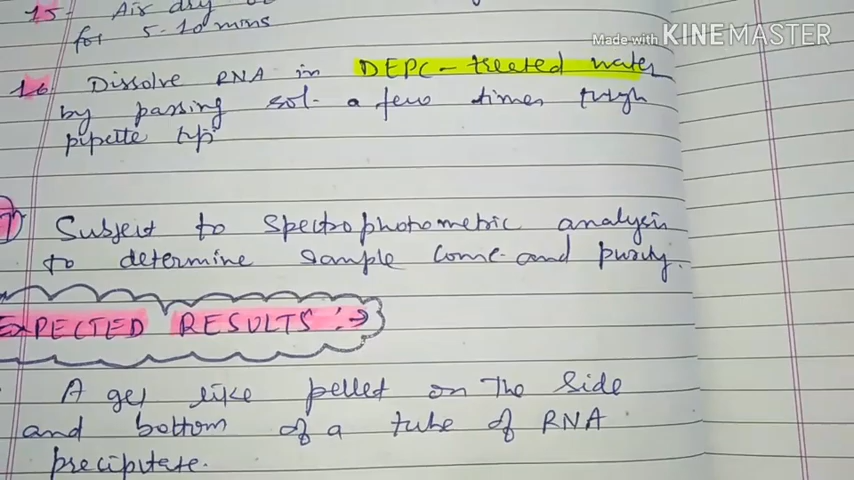 15. Air dry
for 5-10 mins
Made with KINEMASTER
16. Dissolve RNA in DEPC-treated water
by passing sol. a few times
pipette tip
Subject to spectrophotometric analysis
to determine sample conc. and purity.
EXPECTED RESULTS :→
A gel like pellet on The side
and bottom of a tube of RNA
precipitate.